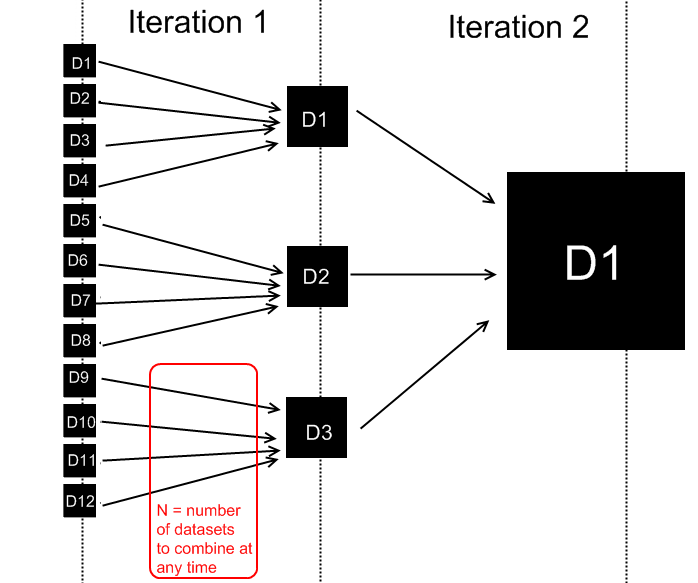 Iteration 1
Iteration 2
D1
D2
D3
D4
D5
D6
D7
D8
D9
D10
D11
D12
D1
D2
D3
D1
N = number
of datasets
to combine at
any time